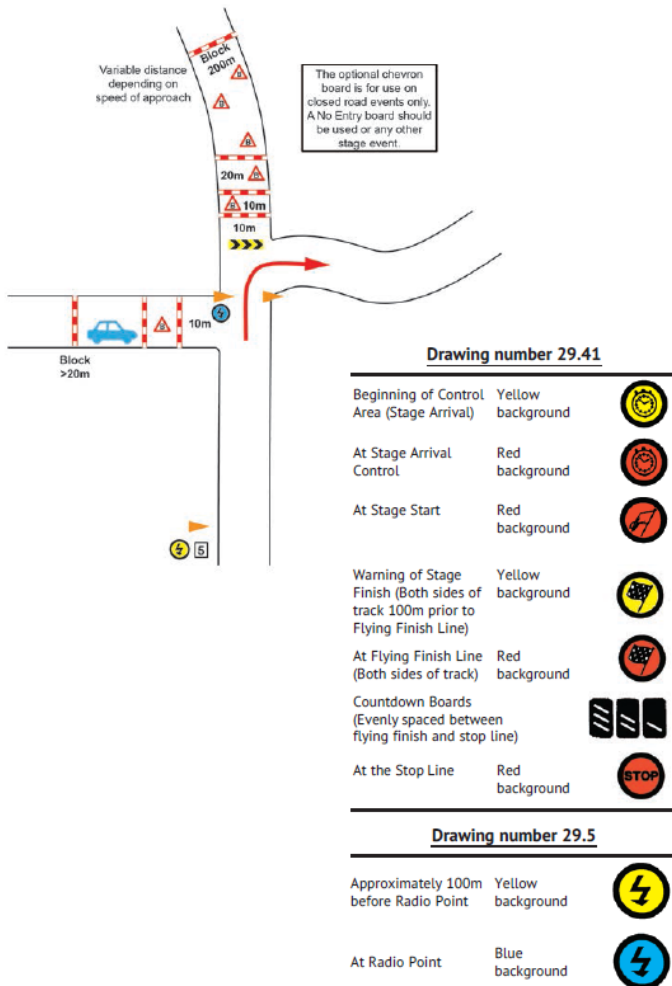 Block
200m
Variable distance
depending on
speed of approach
The optional chevron
board is for use on
closed road events only.
A No Entry board should
be used or any other
stage event.
B
B
B
20m B
B 10m
10m
B
10m
Block
>20m
5
Drawing number 29.41
Beginning of Control Yellow
Area (Stage Arrival) background
At Stage Arrival Red
Control background
At Stage Start Red
background
Warning of Stage Yellow
Finish (Both sides of background
track 100m prior to
Flying Finish Line)
At Flying Finish Line Red
(Both sides of track) background
Countdown Boards
(Evenly spaced between
flying finish and stop line)
At the Stop Line Red
background
STOP
Drawing number 29.5
Approximately 100m Yellow
before Radio Point background
At Radio Point Blue
background